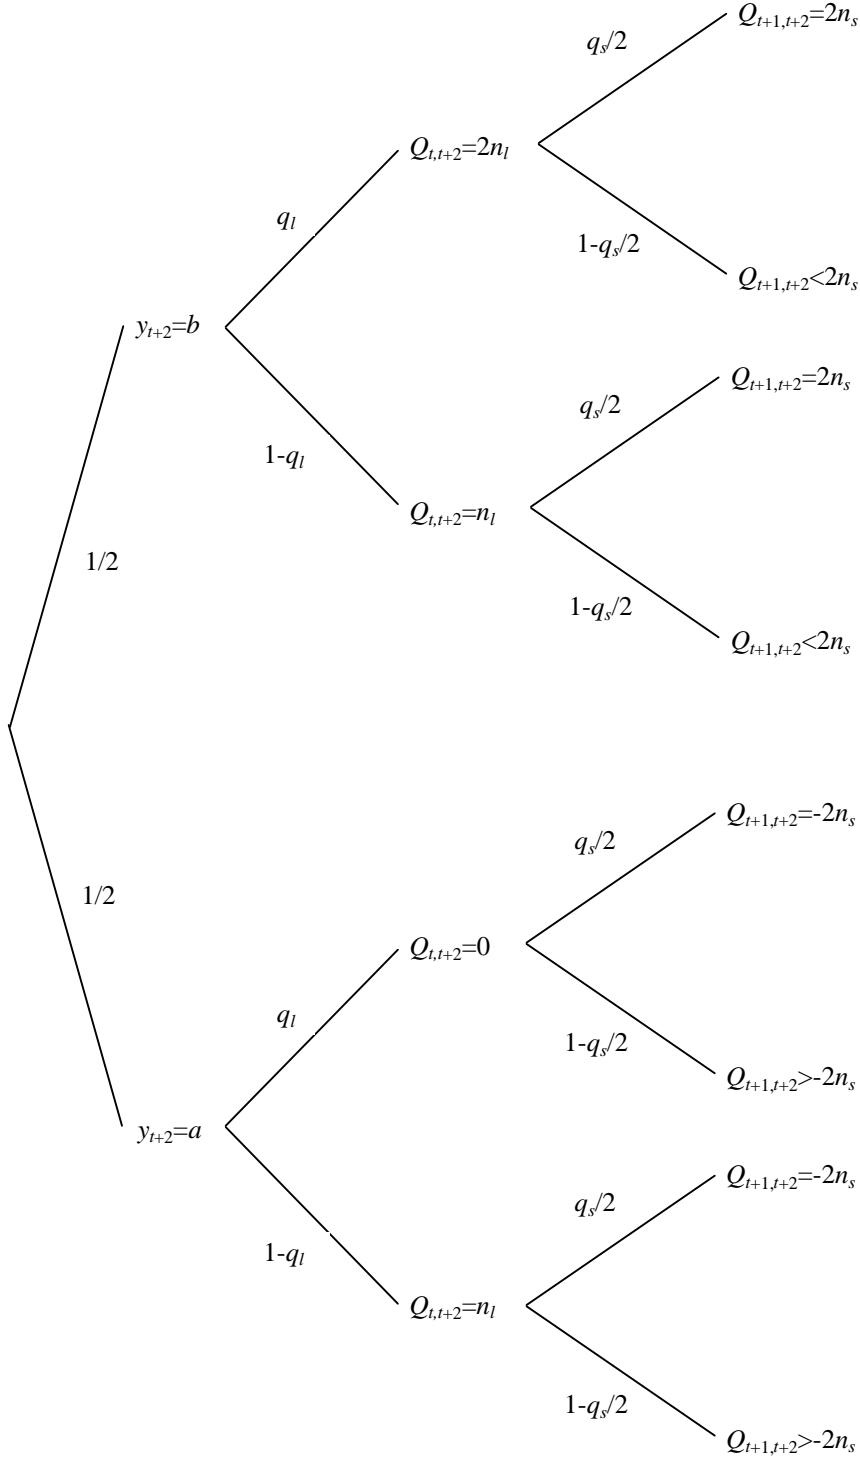 Q_{t+1,t+2}=2n_s
q_s/2
Q_{t,t+2}=2n_l
q_l
1-q_s/2
Q_{t+1,t+2}<2n_s
y_{t+2}=b
Q_{t+1,t+2}=2n_s
q_s/2
1-q_l
Q_{t,t+2}=n_l
1/2
1-q_s/2
Q_{t+1,t+2}<2n_s
Q_{t+1,t+2}=-2n_s
q_s/2
1/2
Q_{t,t+2}=0
q_l
1-q_s/2
Q_{t+1,t+2}>-2n_s
y_{t+2}=a
Q_{t+1,t+2}=-2n_s
q_s/2
1-q_l
Q_{t,t+2}=n_l
1-q_s/2
Q_{t+1,t+2}>-2n_s